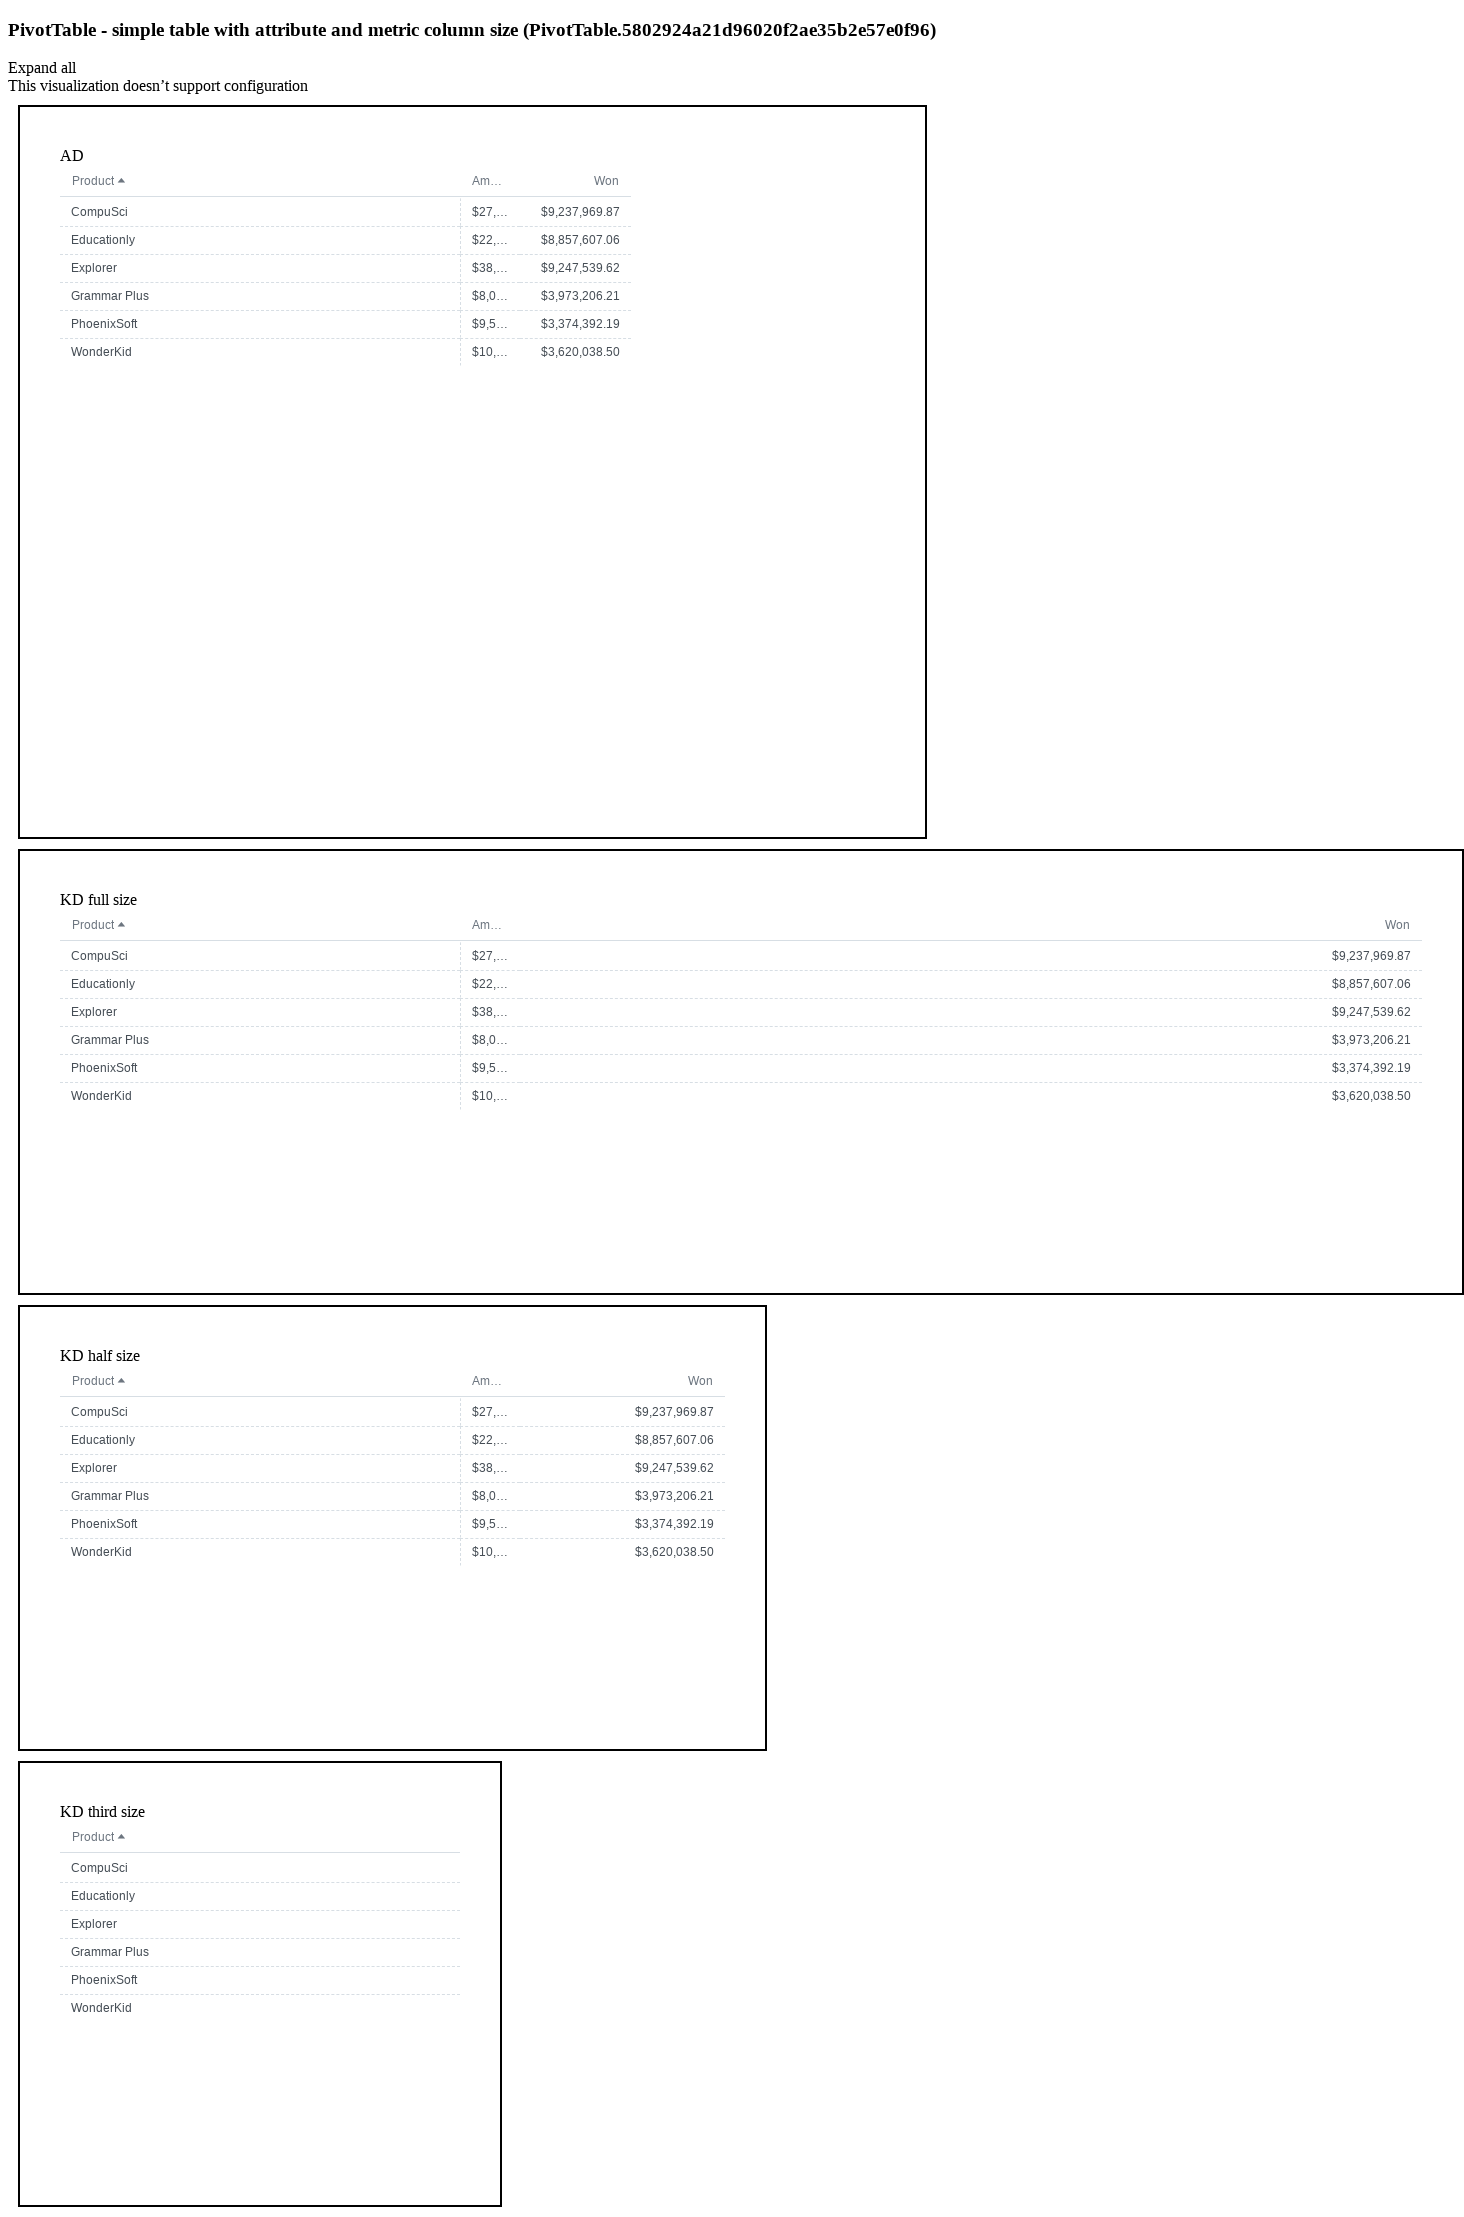 PivotTable - simple table with attribute and metric column size (PivotTable.5802924a21d96020f2ae35b2e57e0f96)
Expand all
This visualization doesn’t support configuration
AD
Product Am… Won
CompuSci $27,… $9,237,969.87
Educationly $22,… $8,857,607.06
Explorer $38,… $9,247,539.62
Grammar Plus $8,0… $3,973,206.21
PhoenixSoft $9,5… $3,374,392.19
WonderKid $10,… $3,620,038.50
KD full size
Product Am… Won
CompuSci $27,… $9,237,969.87
Educationly $22,… $8,857,607.06
Explorer $38,… $9,247,539.62
Grammar Plus $8,0… $3,973,206.21
PhoenixSoft $9,5… $3,374,392.19
WonderKid $10,… $3,620,038.50
KD half size
Product Am… Won
CompuSci $27,… $9,237,969.87
Educationly $22,… $8,857,607.06
Explorer $38,… $9,247,539.62
Grammar Plus $8,0… $3,973,206.21
PhoenixSoft $9,5… $3,374,392.19
WonderKid $10,… $3,620,038.50
KD third size
Product
CompuSci
Educationly
Explorer
Grammar Plus
PhoenixSoft
WonderKid